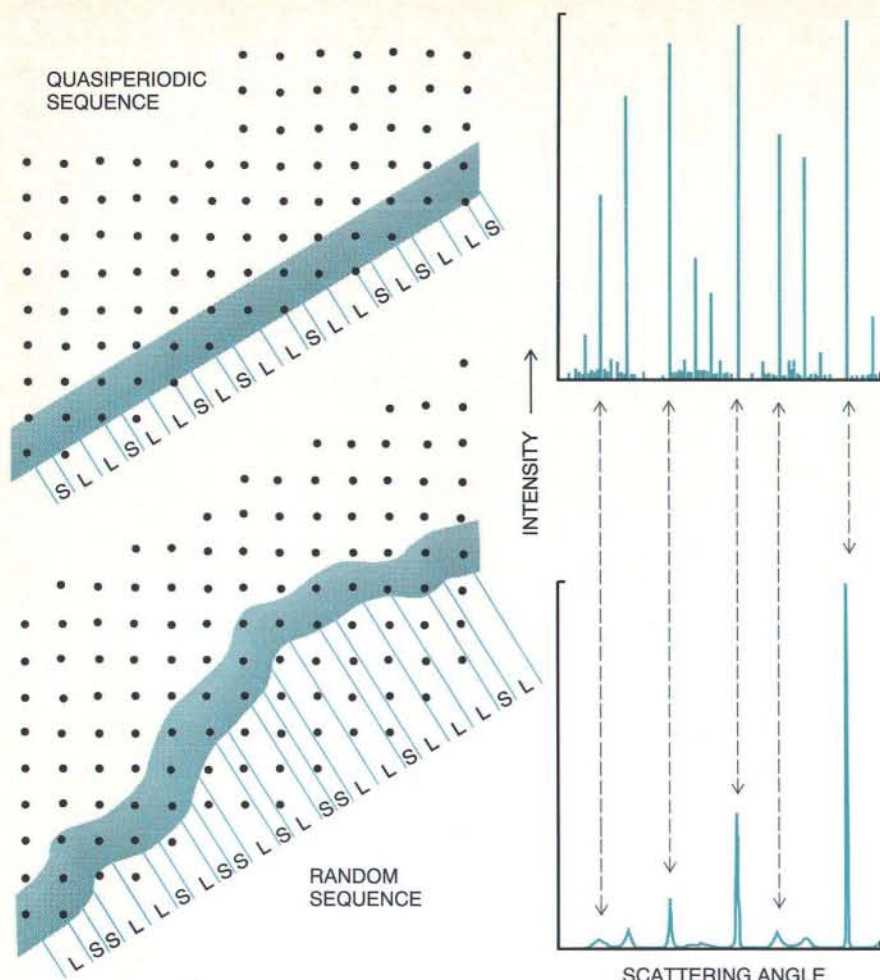 QUASIPERIODIC
SEQUENCE
S L L S L L S L S L L S L L S L S L L S
RANDOM
SEQUENCE
L S S L L S L S S L S L S S L L S L L L S L
INTENSITY
SCATTERING ANGLE